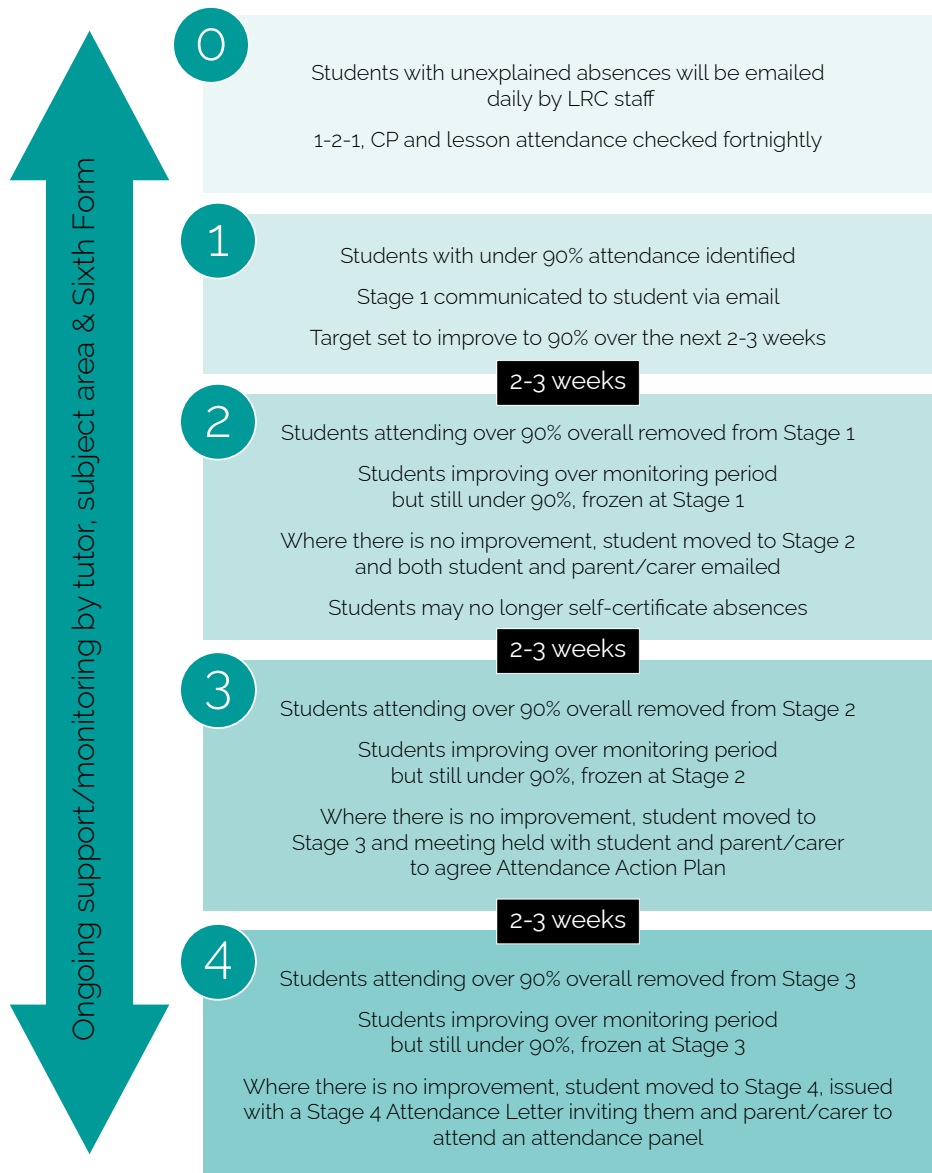 Ongoing support/monitoring by tutor, subject area & Sixth Form
0
Students with unexplained absences will be emailed
daily by LRC staff
1-2-1, CP and lesson attendance checked fortnightly
1
Students with under 90% attendance identified
Stage 1 communicated to student via email
Target set to improve to 90% over the next 2-3 weeks
2-3 weeks
2
Students attending over 90% overall removed from Stage 1
Students improving over monitoring period
but still under 90%, frozen at Stage 1
Where there is no improvement, student moved to Stage 2
and both student and parent/carer emailed
Students may no longer self-certificate absences
2-3 weeks
3
Students attending over 90% overall removed from Stage 2
Students improving over monitoring period
but still under 90%, frozen at Stage 2
Where there is no improvement, student moved to
Stage 3 and meeting held with student and parent/carer
to agree Attendance Action Plan
2-3 weeks
4
Students attending over 90% overall removed from Stage 3
Students improving over monitoring period
but still under 90%, frozen at Stage 3
Where there is no improvement, student moved to Stage 4, issued
with a Stage 4 Attendance Letter inviting them and parent/carer to
attend an attendance panel